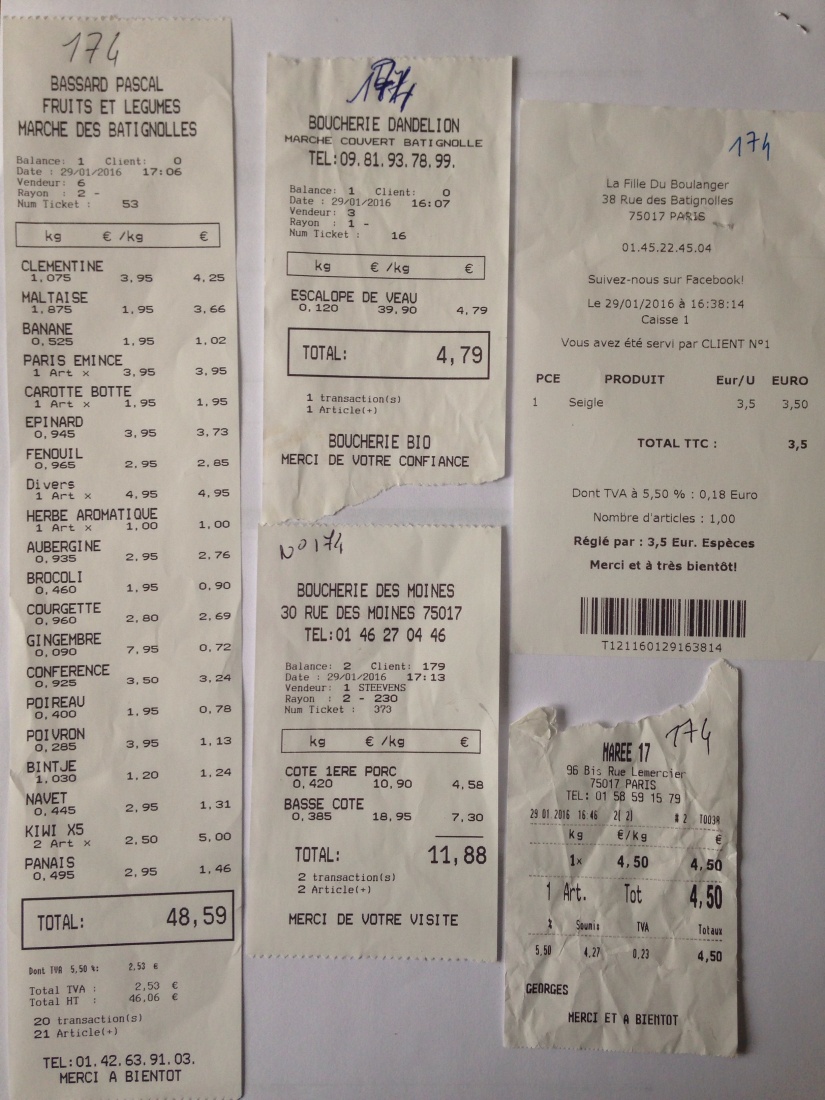 174
BASSARD PASCAL
FRUITS ET LEGUMES
MARCHE DES BATIGNOLLES
Balance: 1 Client: 0
Date : 29/01/2016 17:06
Vendeur: 6
Rayon : 2 -
Num Ticket : 53
kg € /kg €
CLEMENTINE
1,075 3,95 4,25
MALTAISE
1,875 1,95 3,66
BANANE
0,525 1,95 1,02
PARIS EMINCE
1 Art × 3,95 3,95
CAROTTE BOTTE
1 Art × 1,95 1,95
EPINARD
0,945 3,95 3,73
FENOUIL
0,965 2,95 2,85
Divers
1 Art × 4,95 4,95
HERBE AROMATIQUE
1 Art × 1,00 1,00
AUBERGINE
0,935 2,95 2,76
BROCOLI
0,460 1,95 0,90
COURGETTE
0,960 2,80 2,69
GINGEMBRE
0,090 7,95 0,72
CONFERENCE
0,925 3,50 3,24
POIREAU
0,400 1,95 0,78
POIVRON
0,285 3,95 1,13
BINTJE
1,030 1,20 1,24
NAVET
0,445 2,95 1,31
KIWI X5
2 Art × 2,50 5,00
PANAIS
0,495 2,95 1,46
TOTAL: 48,59
Dont TVA 5,50 %: 2,53 €
Total TVA : 2,53 €
Total HT : 46,06 €
20 transaction(s)
21 Article(+)
TEL:01.42.63.91.03.
MERCI A BIENTOT
174
BOUCHERIE DANDELION
MARCHE COUVERT BATIGNOLLE
TEL:09.81.93.78.99.
Balance: 1 Client: 0
Date : 29/01/2016 16:07
Vendeur: 3
Rayon : 1 -
Num Ticket : 16
kg € /kg €
ESCALOPE DE VEAU
0,120 39,90 4,79
TOTAL: 4,79
1 transaction(s)
1 Article(+)
BOUCHERIE BIO
MERCI DE VOTRE CONFIANCE
N° 174
BOUCHERIE DES MOINES
30 RUE DES MOINES 75017
TEL:01 46 27 04 46
Balance: 2 Client: 179
Date : 29/01/2016 17:13
Vendeur: 1 STEEVENS
Rayon : 2 - 230
Num Ticket : 373
kg € /kg €
COTE 1ERE PORC
0,420 10,90 4,58
BASSE COTE
0,385 18,95 7,30
TOTAL: 11,88
2 transaction(s)
2 Article(+)
MERCI DE VOTRE VISITE
174
La Fille Du Boulanger
38 Rue des Batignolles
75017 PARIS
01.45.22.45.04
Suivez-nous sur Facebook!
Le 29/01/2016 à 16:38:14
Caisse 1
Vous avez été servi par CLIENT N°1
PCE PRODUIT Eur/U EURO
1 Seigle 3,5 3,50
TOTAL TTC : 3,5
Dont TVA à 5,50 % : 0,18 Euro
Nombre d'articles : 1,00
Réglé par : 3,5 Eur. Espèces
Merci et à très bientôt!
T121160129163814
174
MAREE 17
96 Bis Rue Lemercier
75017 PARIS
TEL: 01 58 59 15 79
29 01 2016 16 46 2( 2) # 2 T0039
kg €/kg €
1x 4,50 4,50
1 Art. Tot 4,50
% Soumis TVA Totaux
5,50 4,27 0,23 4,50
GEORGES
MERCI ET A BIENTOT